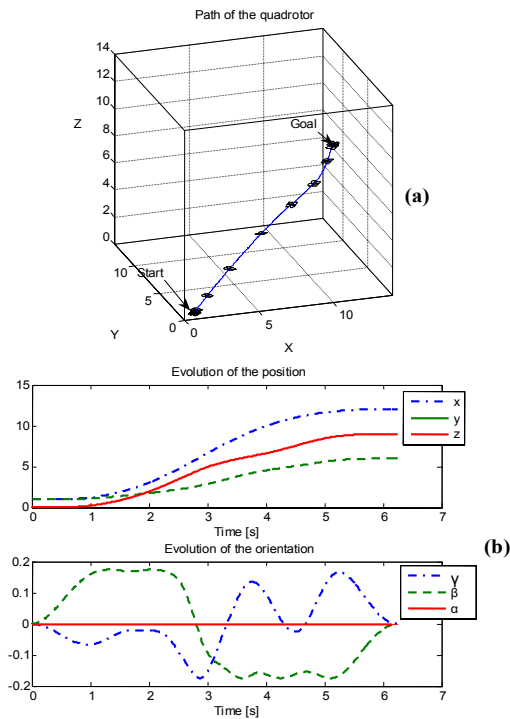 Path of the quadrotor
14
12
10
8
6
4
2
0
Z
Goal
(a)
Start
10
5
0
Y
0
5
10
X
Evolution of the position
15
10
5
0
0 1 2 3 4 5 6 7
Time [s]
x
y
z
(b)
Evolution of the orientation
0.2
0.1
0
-0.1
-0.2
0 1 2 3 4 5 6 7
Time [s]
γ
β
α